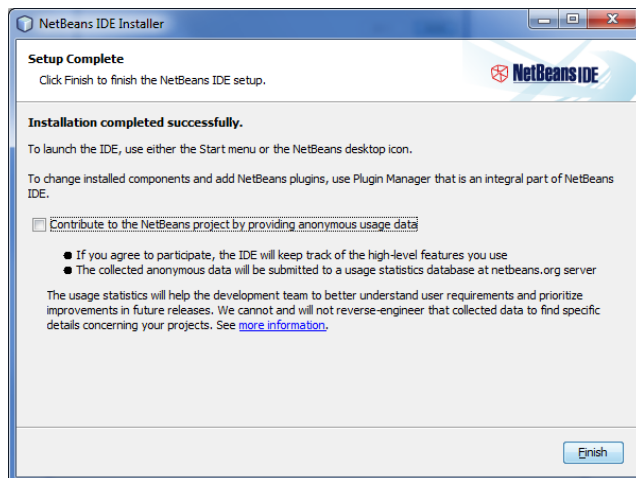 NetBeans IDE Installer
Setup Complete
Click Finish to finish the NetBeans IDE setup.
NetBeans IDE
Installation completed successfully.
To launch the IDE, use either the Start menu or the NetBeans desktop icon.
To change installed components and add NetBeans plugins, use Plugin Manager that is an integral part of NetBeans
IDE.
Contribute to the NetBeans project by providing anonymous usage data
● If you agree to participate, the IDE will keep track of the high-level features you use
● The collected anonymous data will be submitted to a usage statistics database at netbeans.org server
The usage statistics will help the development team to better understand user requirements and prioritize
improvements in future releases. We cannot and will not reverse-engineer that collected data to find specific
details concerning your projects. See more information.
Finish